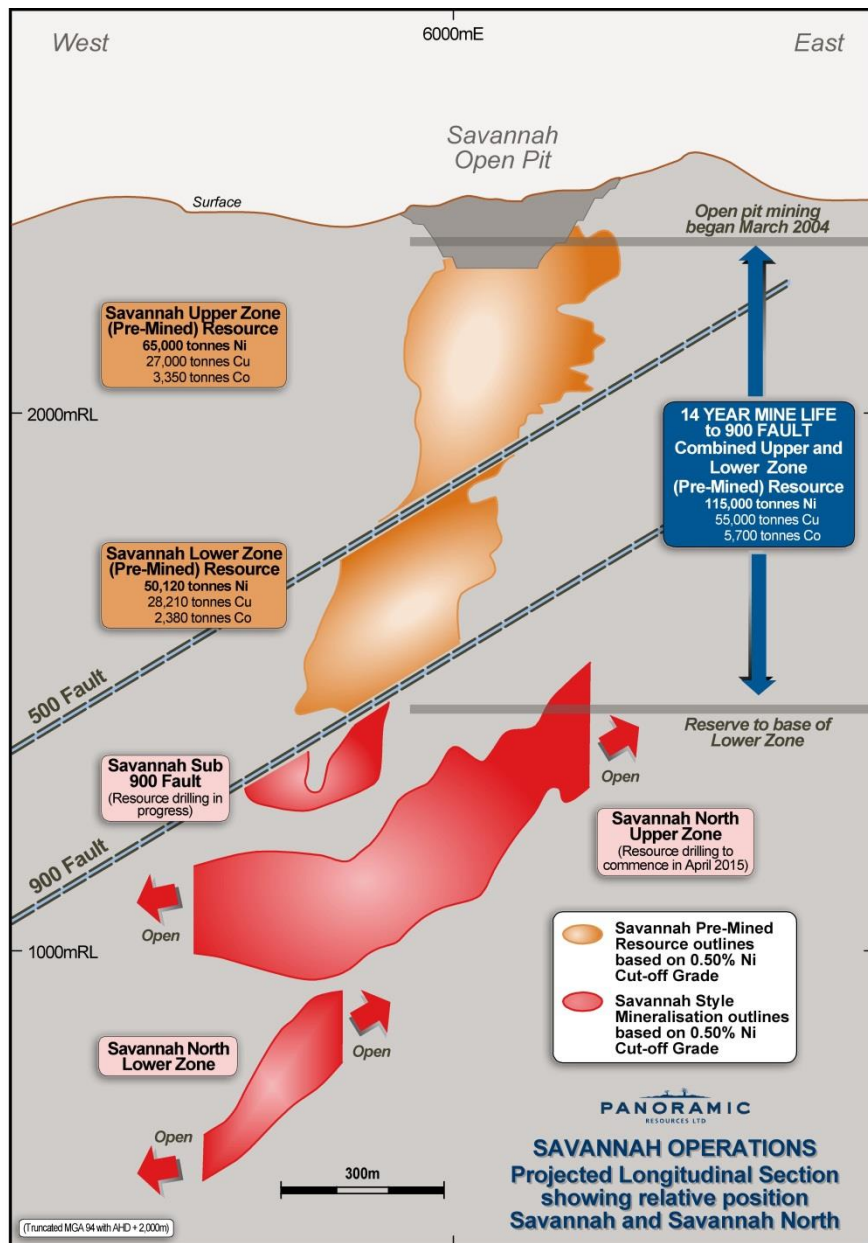 West
6000mE
East
Savannah
Open Pit
Surface
Open pit mining
began March 2004
Savannah Upper Zone
(Pre-Mined) Resource
65,000 tonnes Ni
27,000 tonnes Cu
3,350 tonnes Co
2000mRL
14 YEAR MINE LIFE
to 900 FAULT
Combined Upper and
Lower Zone
(Pre-Mined) Resource
115,000 tonnes Ni
55,000 tonnes Cu
5,700 tonnes Co
Savannah Lower Zone
(Pre-Mined) Resource
50,120 tonnes Ni
28,210 tonnes Cu
2,380 tonnes Co
500 Fault
Reserve to base of
Lower Zone
Savannah Sub
900 Fault
(Resource drilling in
progress)
Open
Savannah North
Upper Zone
(Resource drilling to
commence in April 2015)
900 Fault
Open
1000mRL
Savannah Pre-Mined
Resource outlines
based on 0.50% Ni
Cut-off Grade
Savannah Style
Mineralisation outlines
based on 0.50% Ni
Cut-off Grade
Savannah North
Lower Zone
Open
Open
300m
PANORAMIC
RESOURCES LTD
SAVANNAH OPERATIONS
Projected Longitudinal Section
showing relative position
Savannah and Savannah North
(Truncated MGA 94 with AHD + 2,000m)